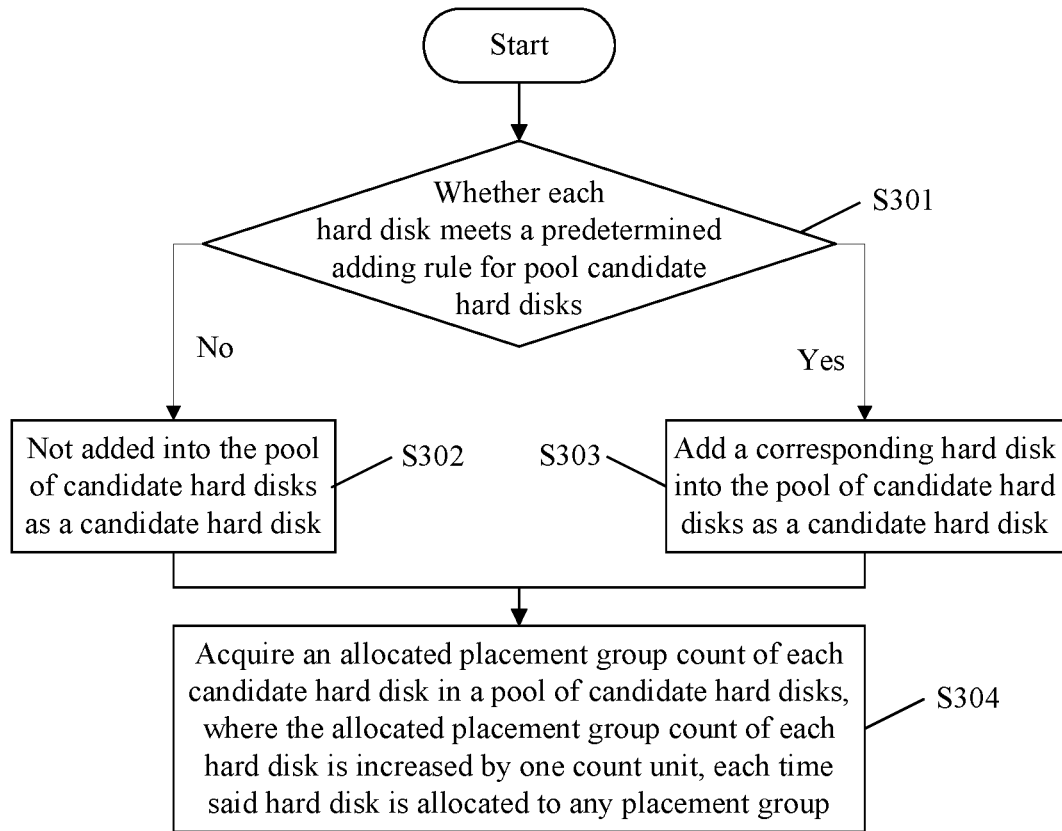 Start
Whether each
hard disk meets a predetermined
adding rule for pool candidate
hard disks
S301
No
Yes
Not added into the pool
of candidate hard disks
as a candidate hard disk
S302
S303
Add a corresponding hard disk
into the pool of candidate hard
disks as a candidate hard disk
Acquire an allocated placement group count of each
candidate hard disk in a pool of candidate hard disks,
where the allocated placement group count of each
hard disk is increased by one count unit, each time
said hard disk is allocated to any placement group
S304